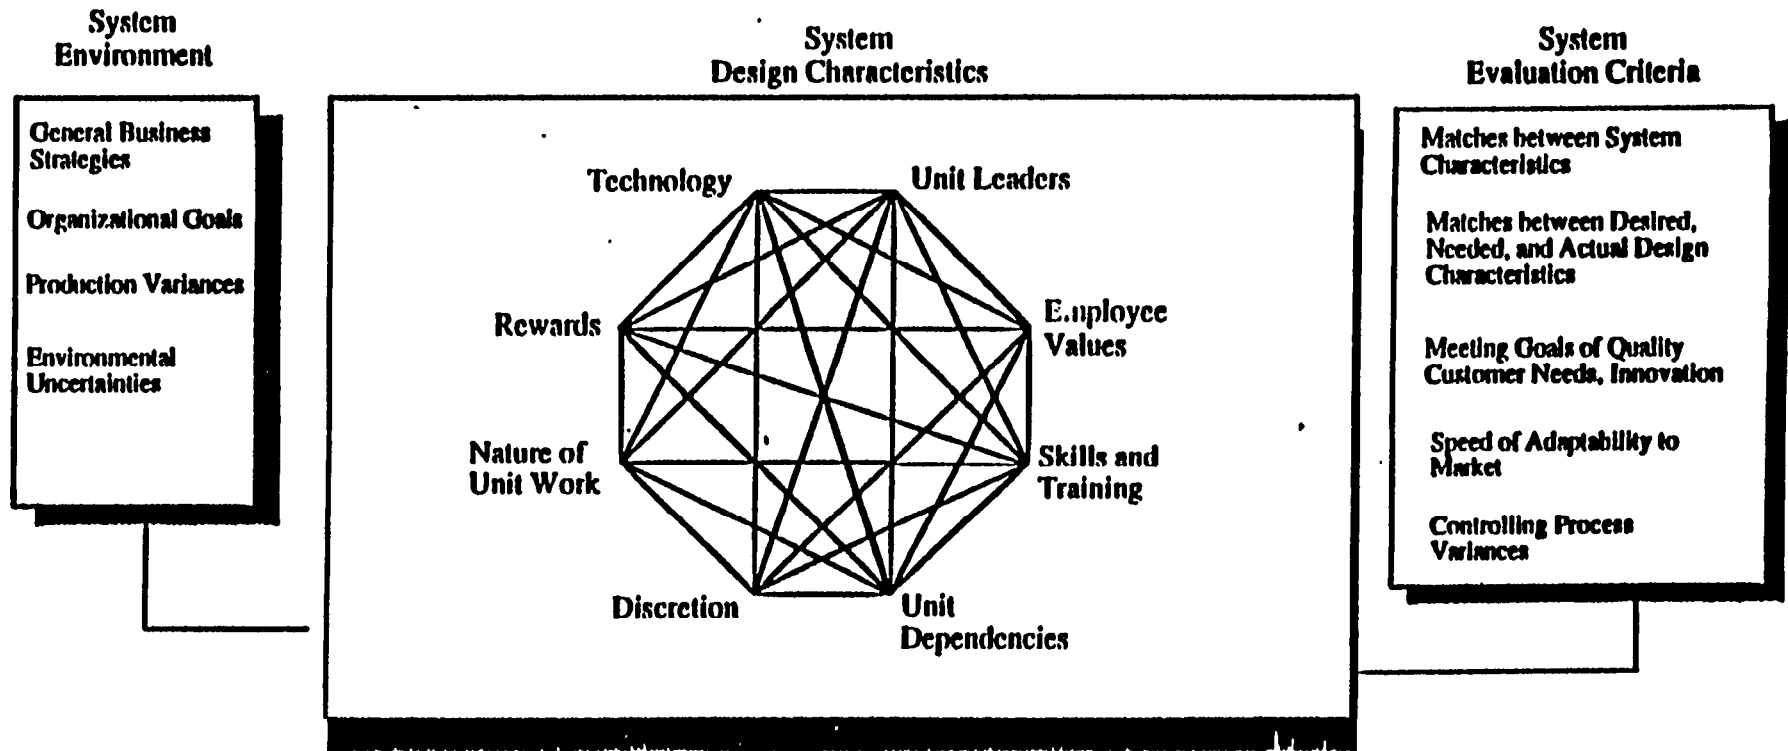 System
Environment
General Business
Strategies
Organizational Goals
Production Variances
Environmental
Uncertainties
System
Design Characteristics
Technology
Unit Leaders
Rewards
Employee
Values
Nature of
Unit Work
Skills and
Training
Discretion
Unit
Dependencies
System
Evaluation Criteria
Matches between System
Characteristics
Matches between Desired,
Needed, and Actual Design
Characteristics
Meeting Goals of Quality
Customer Needs, Innovation
Speed of Adaptability to
Market
Controlling Process
Variances